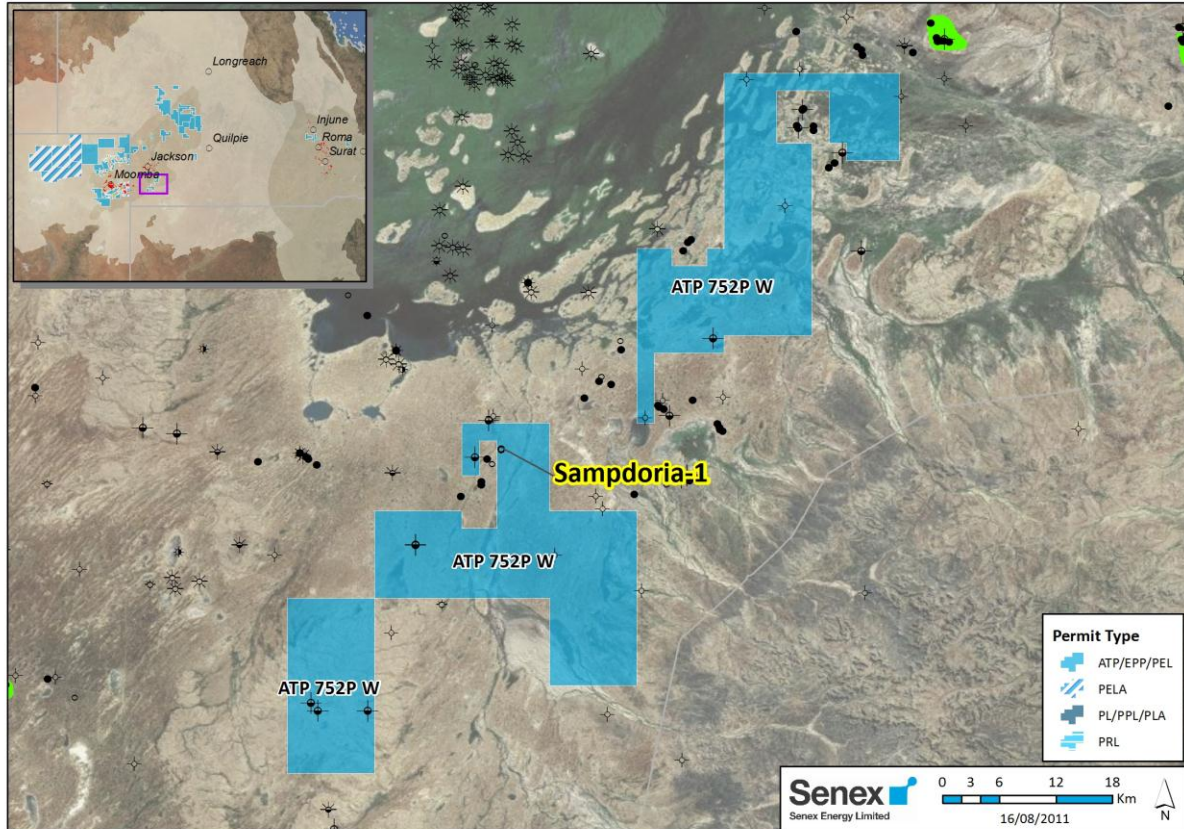 Longreach
Injune
Roma
Quilpie
Surat
Jackson
Moomba
ATP 752P W
Sampdoria-1
ATP 752P W
ATP 752P W
Permit Type
ATP/EPP/PEL
PELA
PL/PPL/PLA
PRL
Senex
Senex Energy Limited
0 3 6 12 18
Km
16/08/2011
N